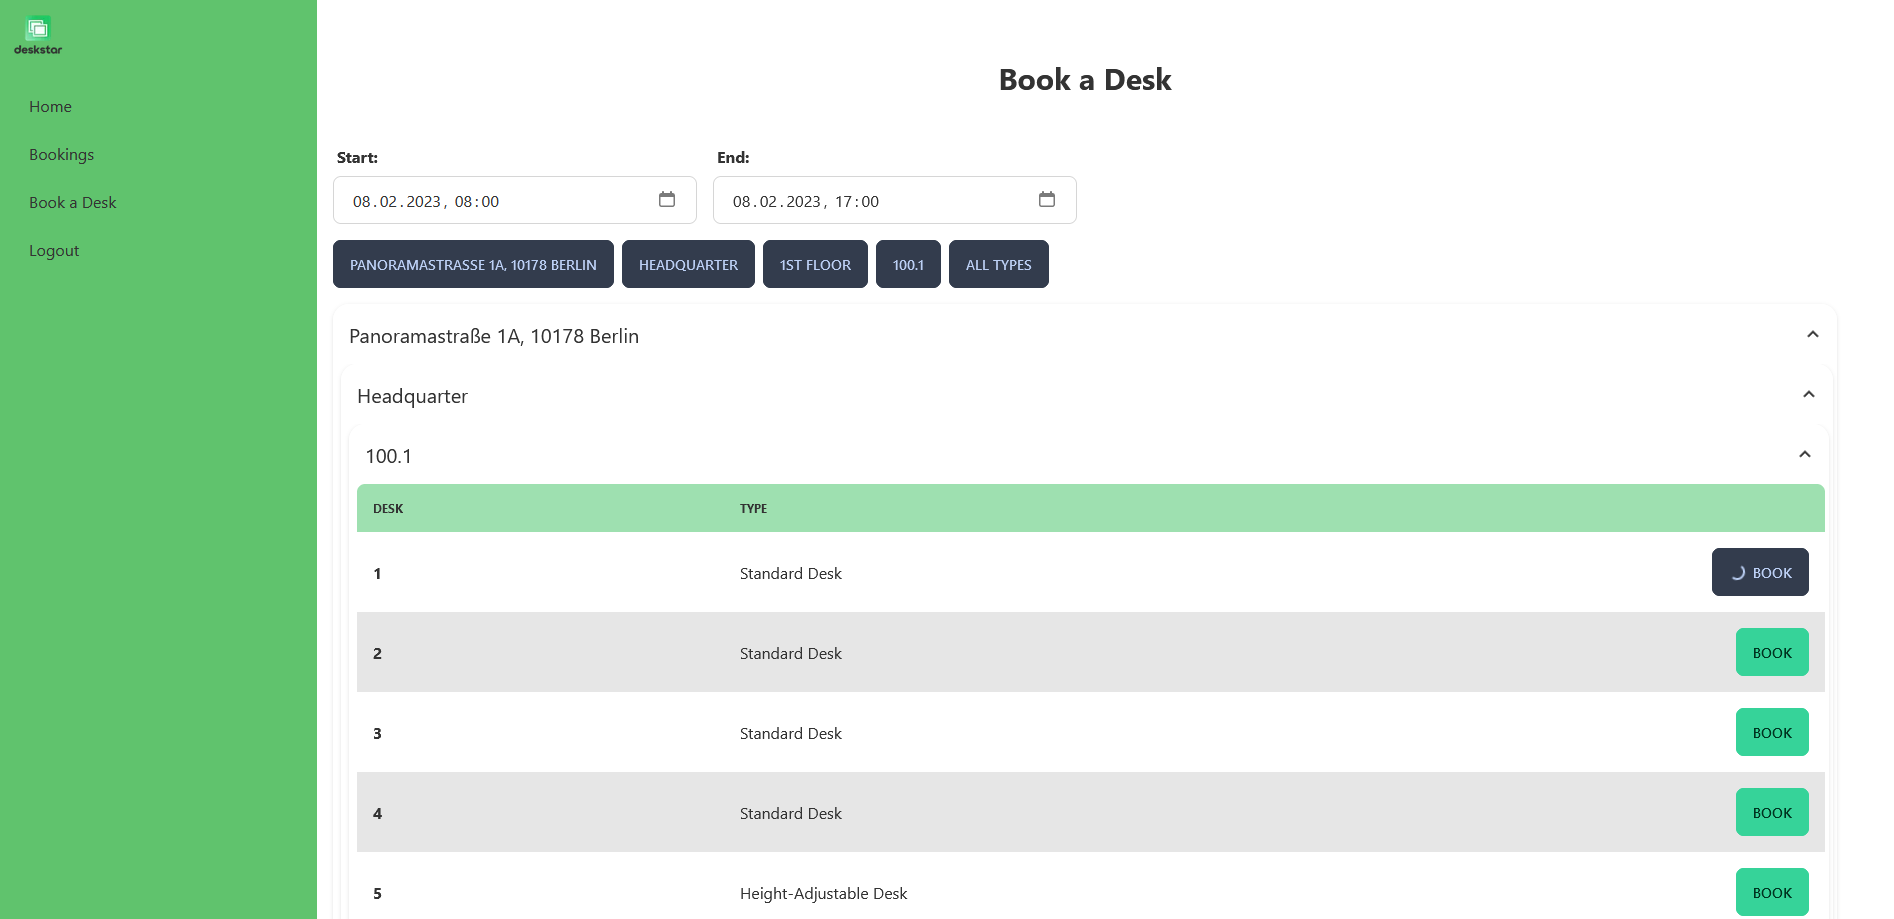 deskstar
Home
Bookings
Book a Desk
Logout
Book a Desk
Start: End:
08.02.2023, 08:00 08.02.2023, 17:00
PANORAMASTRASSE 1A, 10178 BERLIN HEADQUARTER 1ST FLOOR 100.1 ALL TYPES
Panoramastraße 1A, 10178 Berlin
Headquarter
100.1
DESK TYPE
1 Standard Desk BOOK
2 Standard Desk BOOK
3 Standard Desk BOOK
4 Standard Desk BOOK
5 Height-Adjustable Desk BOOK